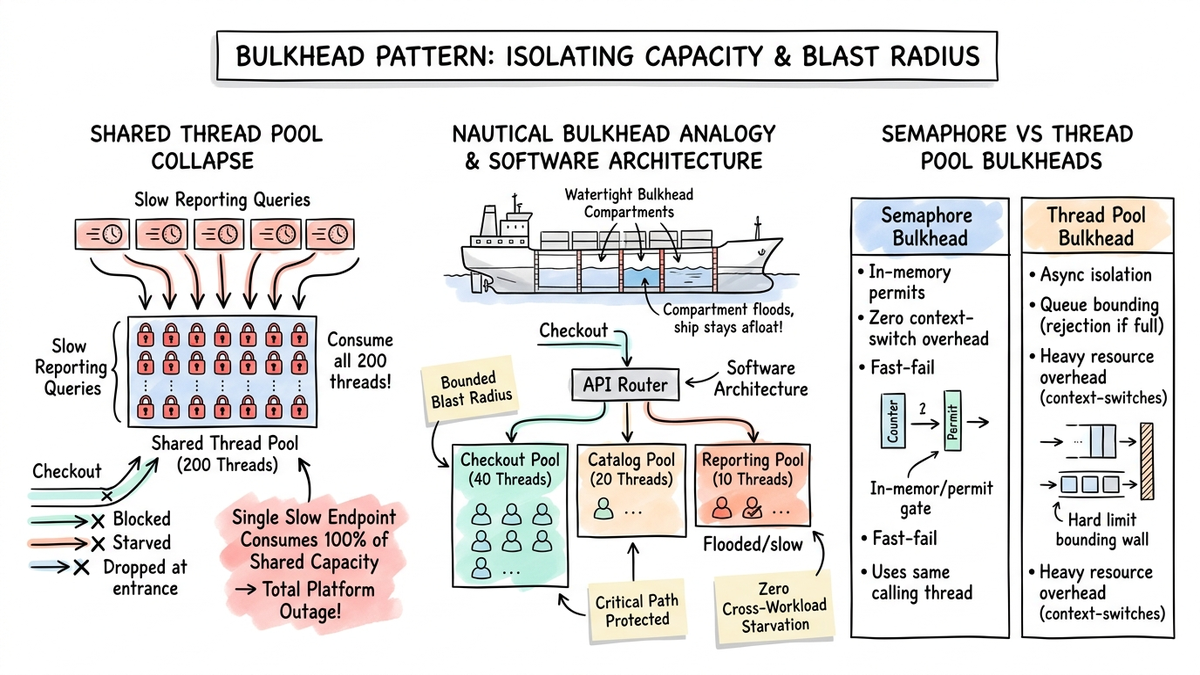 BULKHEAD PATTERN: ISOLATING CAPACITY & BLAST RADIUS
SHARED THREAD POOL
COLLAPSE
Slow Reporting Queries
Slow
Reporting
Queries
Consume
all 200
threads!
Shared Thread Pool
(200 Threads)
Checkout
Blocked
Starved
Dropped at
entrance
Single Slow Endpoint
Consumes 100% of
Shared Capacity
→ Total Platform
Outage!
NAUTICAL BULKHEAD ANALOGY
& SOFTWARE ARCHITECTURE
Watertight Bulkhead
Compartments
Compartment floods,
ship stays afloat!
Checkout
API Router
Software
Architecture
Bounded
Blast Radius
Checkout Pool
(40 Threads)
...
Catalog Pool
(20 Threads)
...
Reporting Pool
(10 Threads)
...
Flooded/slow
Critical Path
Protected
Zero
Cross-Workload
Starvation
SEMAPHORE VS THREAD
POOL BULKHEADS
Semaphore
Bulkhead
• In-memory
permits
• Zero context-
switch overhead
• Fast-fail
Counter
2
Permit
In-memor/permit
gate
• Fast-fail
• Uses same
calling thread
Thread Pool
Bulkhead
• Async isolation
• Queue bounding
(rejection if full)
• Heavy resource
overhead
(context-switches)
...
Hard limit
bounding wall
• Heavy resource
overhead
(context-switches)